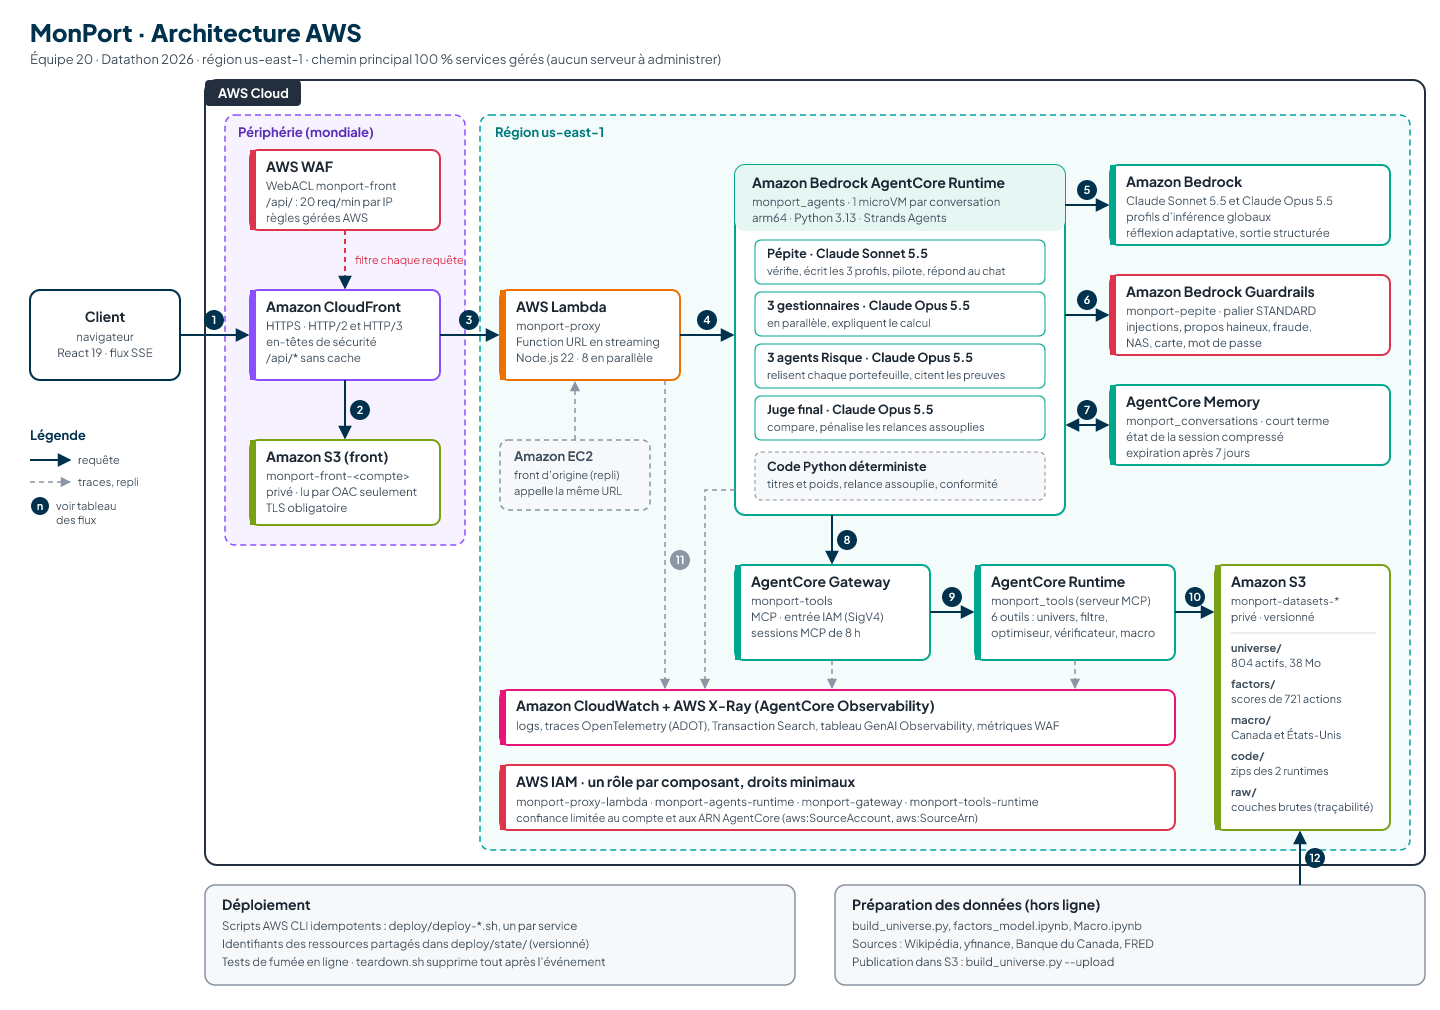 MonPort · Architecture AWS
Équipe 20 · Datathon 2026 · région us-east-1 · chemin principal 100 % services gérés (aucun serveur à administrer)
AWS Cloud
Périphérie (mondiale)
AWS WAF
WebACL monport-front
/api/ : 20 req/min par IP
règles gérées AWS
filtre chaque requête
Client
navigateur
React 19 · flux SSE
1
Amazon CloudFront
HTTPS · HTTP/2 et HTTP/3
en-têtes de sécurité
/api/* sans cache
2
Amazon S3 (front)
monport-front-<compte>
privé · lu par OAC seulement
TLS obligatoire
Légende
requête
traces, repli
n
voir tableau
des flux
Région us-east-1
3
AWS Lambda
monport-proxy
Function URL en streaming
Node.js 22 · 8 en parallèle
4
Amazon EC2
front d'origine (repli)
appelle la même URL
11
Amazon Bedrock AgentCore Runtime
monport_agents · 1 microVM par conversation
arm64 · Python 3.13 · Strands Agents
Pépite · Claude Sonnet 5.5
vérifie, écrit les 3 profils, pilote, répond au chat
3 gestionnaires · Claude Opus 5.5
en parallèle, expliquent le calcul
3 agents Risque · Claude Opus 5.5
relisent chaque portefeuille, citent les preuves
Juge final · Claude Opus 5.5
compare, pénalise les relances assouplies
Code Python déterministe
titres et poids, relance assouplie, conformité
5
Amazon Bedrock
Claude Sonnet 5.5 et Claude Opus 5.5
profils d'inférence globaux
réflexion adaptative, sortie structurée
6
Amazon Bedrock Guardrails
monport-pepite · palier STANDARD
injections, propos haineux, fraude,
NAS, carte, mot de passe
7
AgentCore Memory
monport_conversations · court terme
état de la session compressé
expiration après 7 jours
8
AgentCore Gateway
monport-tools
MCP · entrée IAM (SigV4)
sessions MCP de 8 h
9
AgentCore Runtime
monport_tools (serveur MCP)
6 outils : univers, filtre,
optimiseur, vérificateur, macro
10
Amazon S3
monport-datasets-*
privé · versionné
universe/
804 actifs, 38 Mo
factors/
scores de 721 actions
macro/
Canada et États-Unis
code/
zips des 2 runtimes
raw/
couches brutes (traçabilité)
Amazon CloudWatch + AWS X-Ray (AgentCore Observability)
logs, traces OpenTelemetry (ADOT), Transaction Search, tableau GenAI Observability, métriques WAF
AWS IAM · un rôle par composant, droits minimaux
monport-proxy-lambda · monport-agents-runtime · monport-gateway · monport-tools-runtime
confiance limitée au compte et aux ARN AgentCore (aws:SourceAccount, aws:SourceArn)
12
Déploiement
Scripts AWS CLI idempotents : deploy/deploy-*.sh, un par service
Identifiants des ressources partagés dans deploy/state/ (versionné)
Tests de fumée en ligne · teardown.sh supprime tout après l'événement
Préparation des données (hors ligne)
build_universe.py, factors_model.ipynb, Macro.ipynb
Sources : Wikipédia, yfinance, Banque du Canada, FRED
Publication dans S3 : build_universe.py --upload